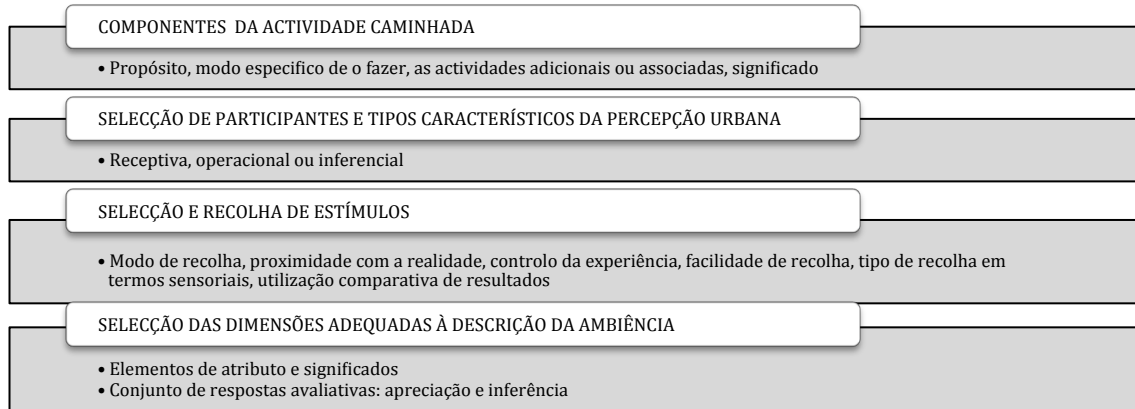 COMPONENTES DA ACTIVIDADE CAMINHADA
• Propósito, modo especifico de o fazer, as actividades adicionais ou associadas, significado
SELECÇÃO DE PARTICIPANTES E TIPOS CARACTERÍSTICOS DA PERCEPÇÃO URBANA
• Receptiva, operacional ou inferencial
SELECÇÃO E RECOLHA DE ESTÍMULOS
• Modo de recolha, proximidade com a realidade, controlo da experiência, facilidade de recolha, tipo de recolha em
termos sensoriais, utilização comparativa de resultados
SELECÇÃO DAS DIMENSÕES ADEQUADAS À DESCRIÇÃO DA AMBIÊNCIA
• Elementos de atributo e significados
• Conjunto de respostas avaliativas: apreciação e inferência